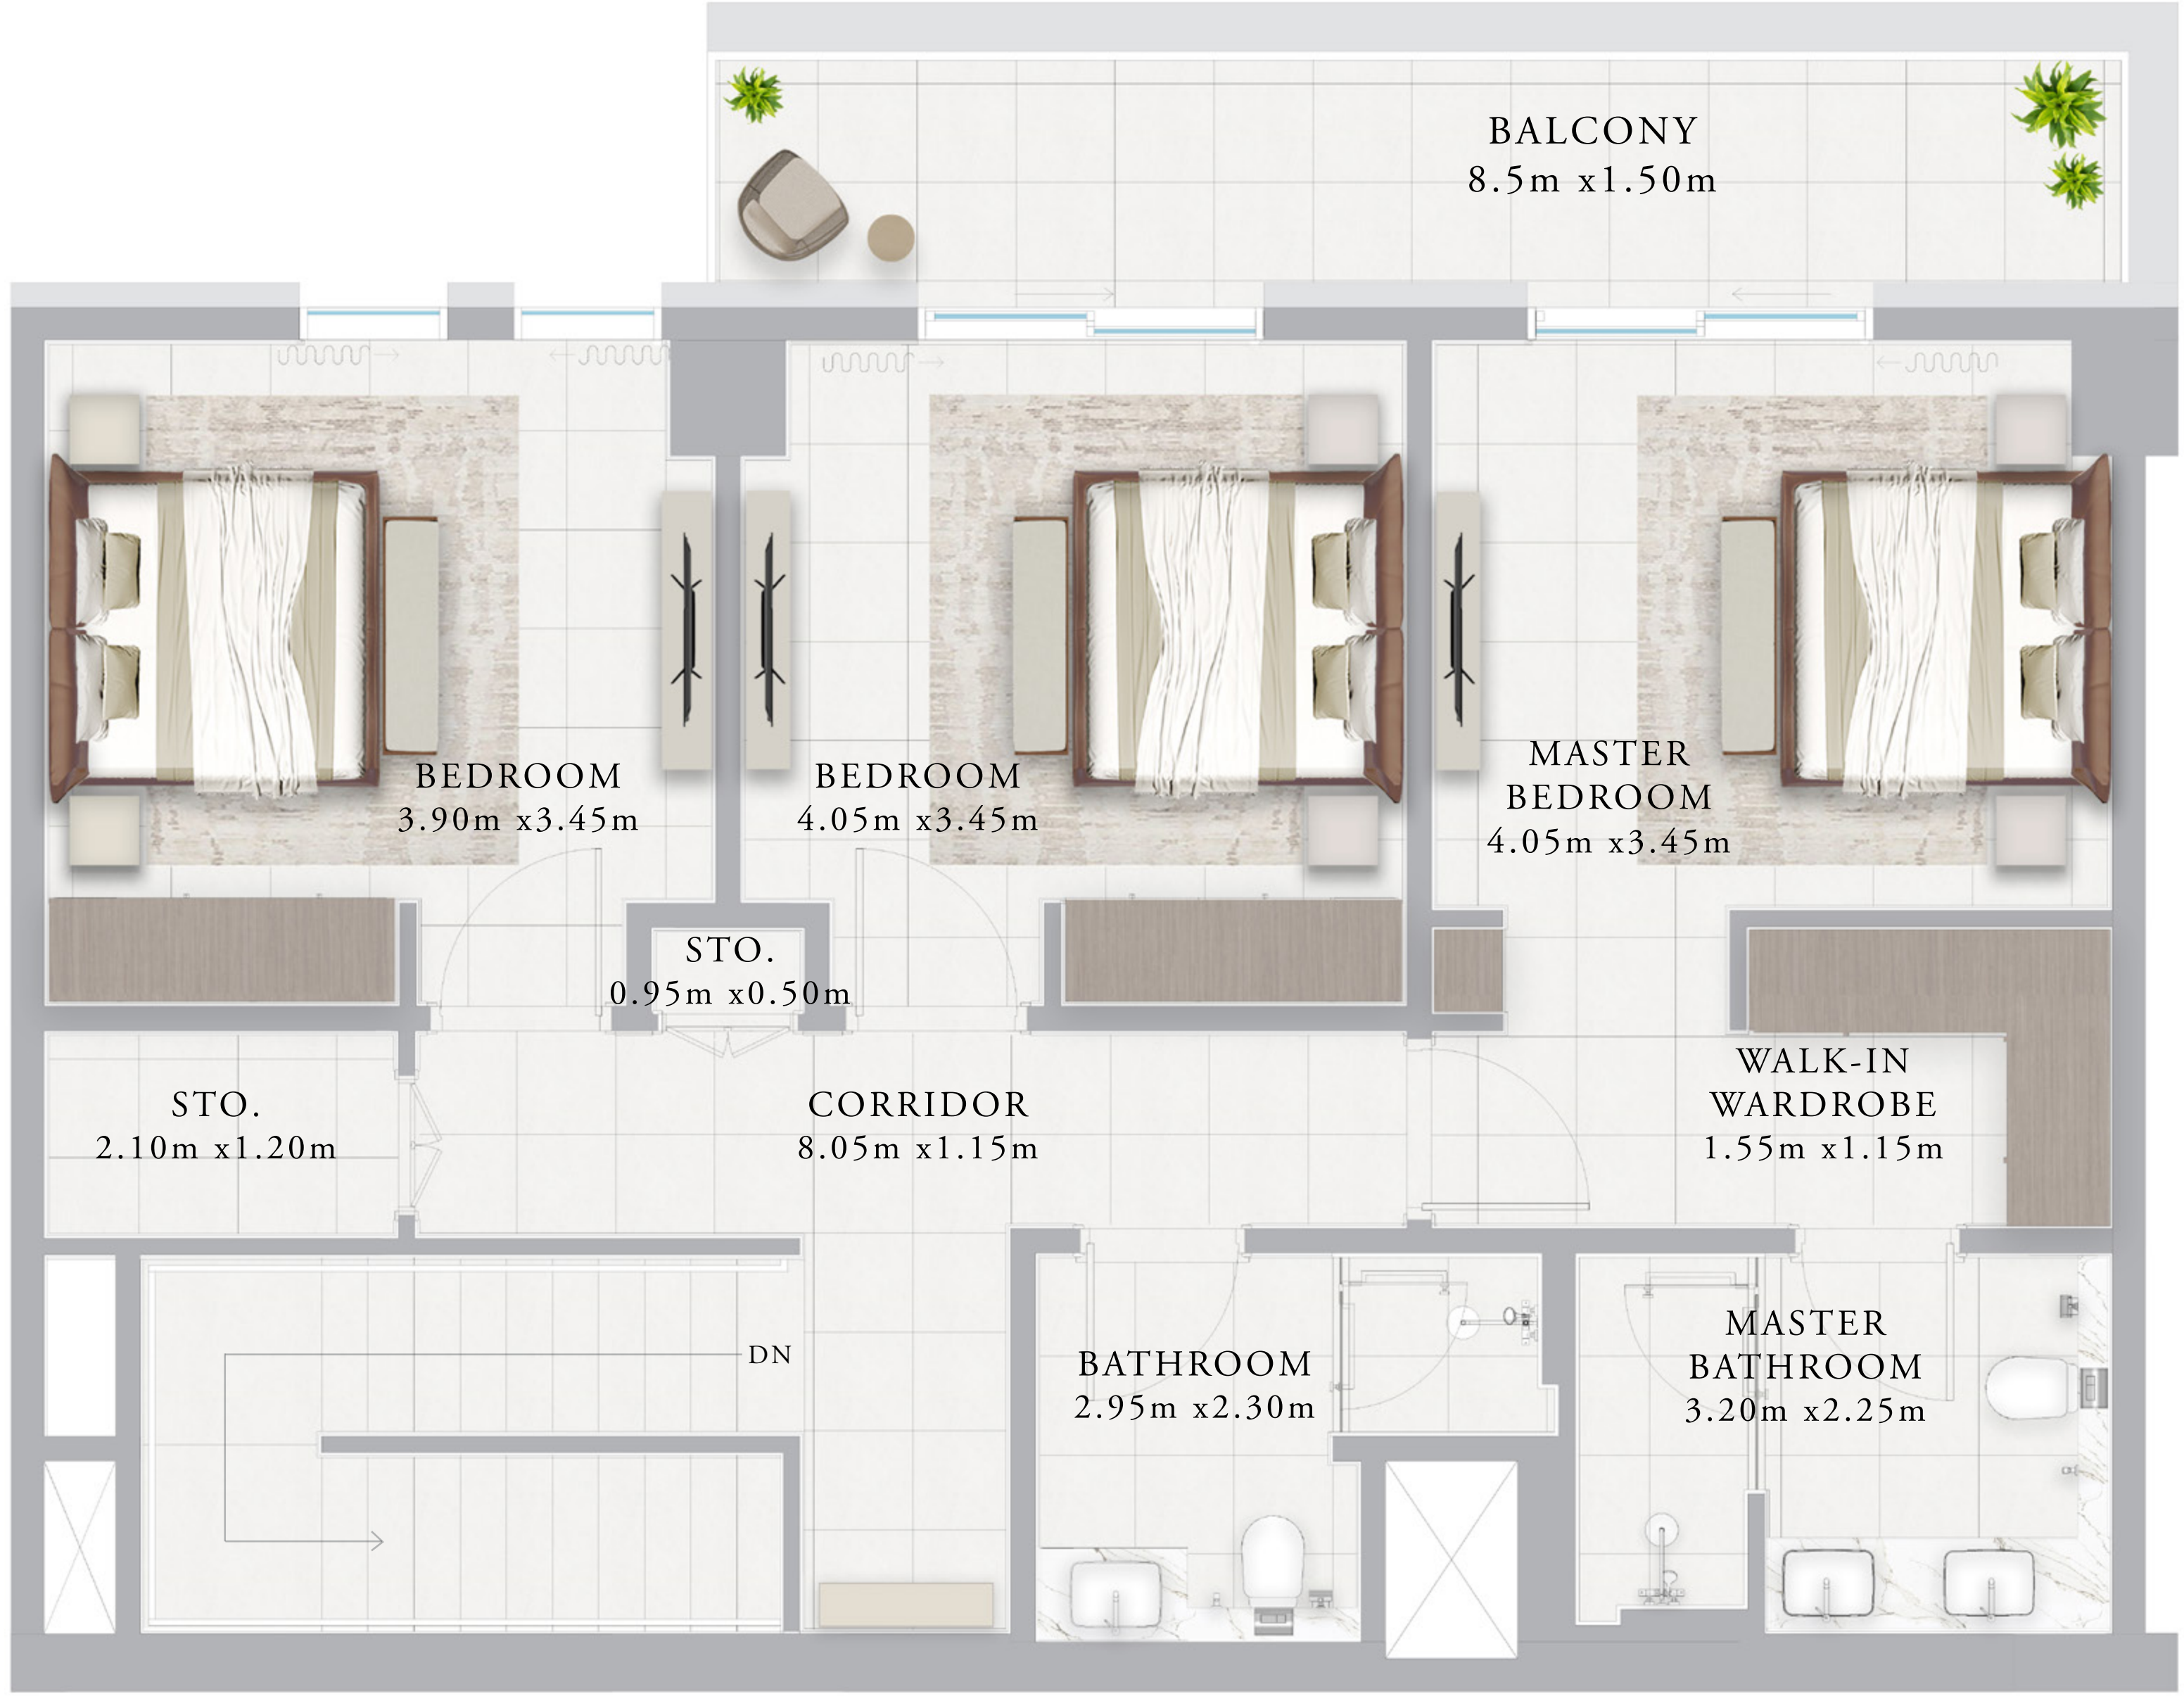 BALCONY
8.5m x1.50m
BEDROOM
3.90m x3.45m
BEDROOM
4.05m x3.45m
MASTER
BEDROOM
4.05m x3.45m
STO.
0.95m x0.50m
STO.
2.10m x1.20m
CORRIDOR
8.05m x1.15m
WALK-IN
WARDROBE
1.55m x1.15m
DN
BATHROOM
2.95m x2.30m
MASTER
BATHROOM
3.20m x2.25m